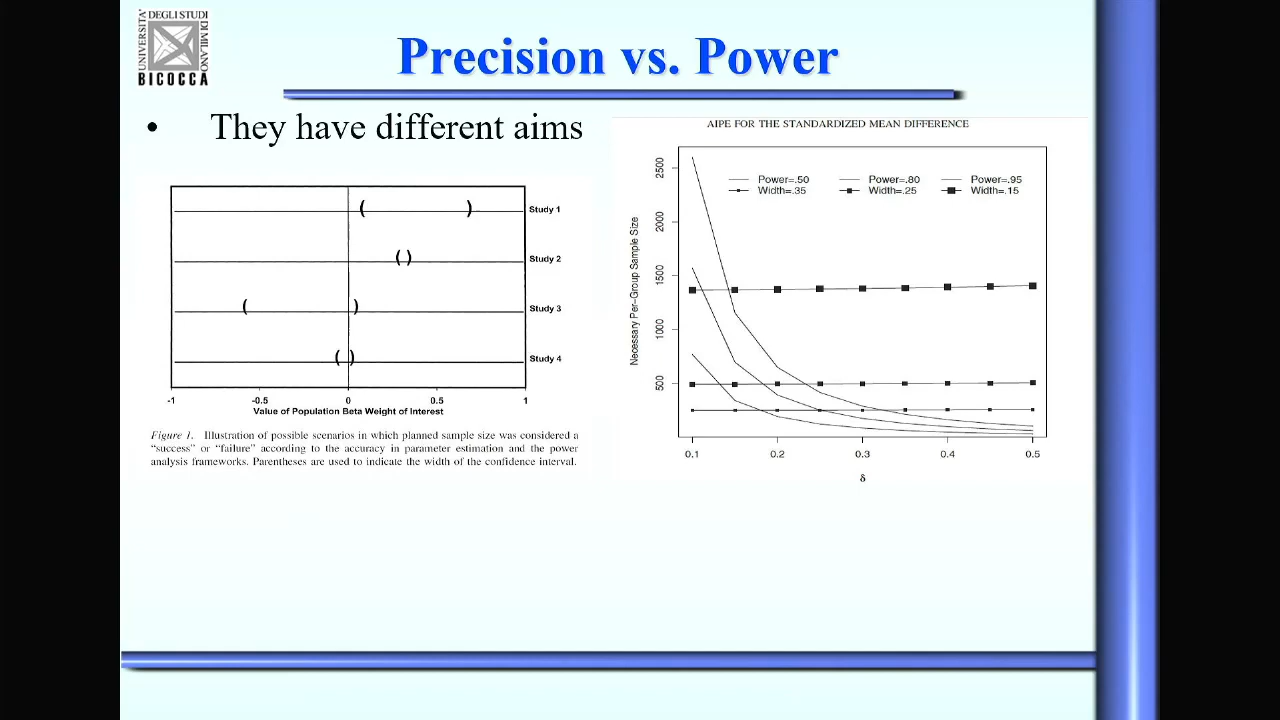 UNIVERSITA' DEGLI STUDI DI MILANO
BICOCCA
Precision vs. Power
• They have different aims
Study 1
Study 2
Study 3
Study 4
-1 -0.5 0 0.5 1
Value of Population Beta Weight of Interest
Figure 1. Illustration of possible scenarios in which planned sample size was considered a
“success” or “failure” according to the accuracy in parameter estimation and the power
analysis frameworks. Parentheses are used to indicate the width of the confidence interval.
AIPE FOR THE STANDARDIZED MEAN DIFFERENCE
Power=.50 Power=.80 Power=.95
Width=.35 Width=.25 Width=.15
Necessary Per-Group Sample Size
2500
2000
1500
1000
500
0.1 0.2 0.3 0.4 0.5
δ